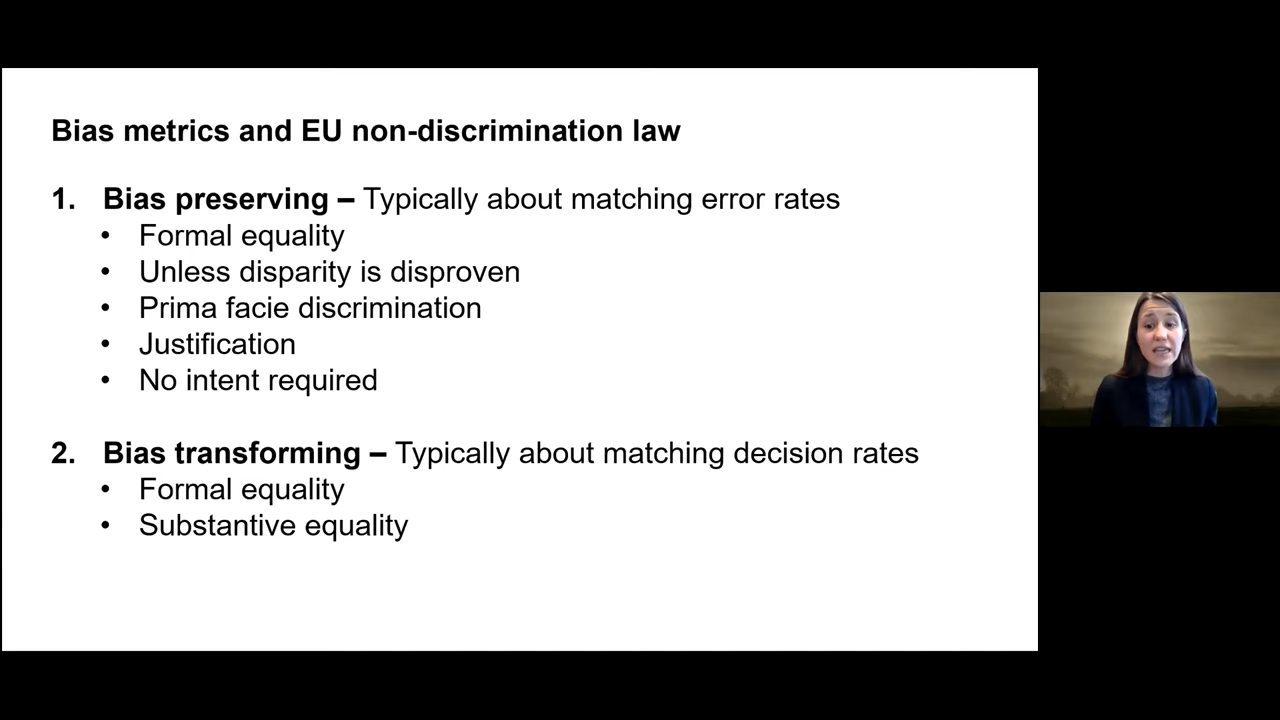 Bias metrics and EU non-discrimination law
1. Bias preserving – Typically about matching error rates
• Formal equality
• Unless disparity is disproven
• Prima facie discrimination
• Justification
• No intent required
2. Bias transforming – Typically about matching decision rates
• Formal equality
• Substantive equality